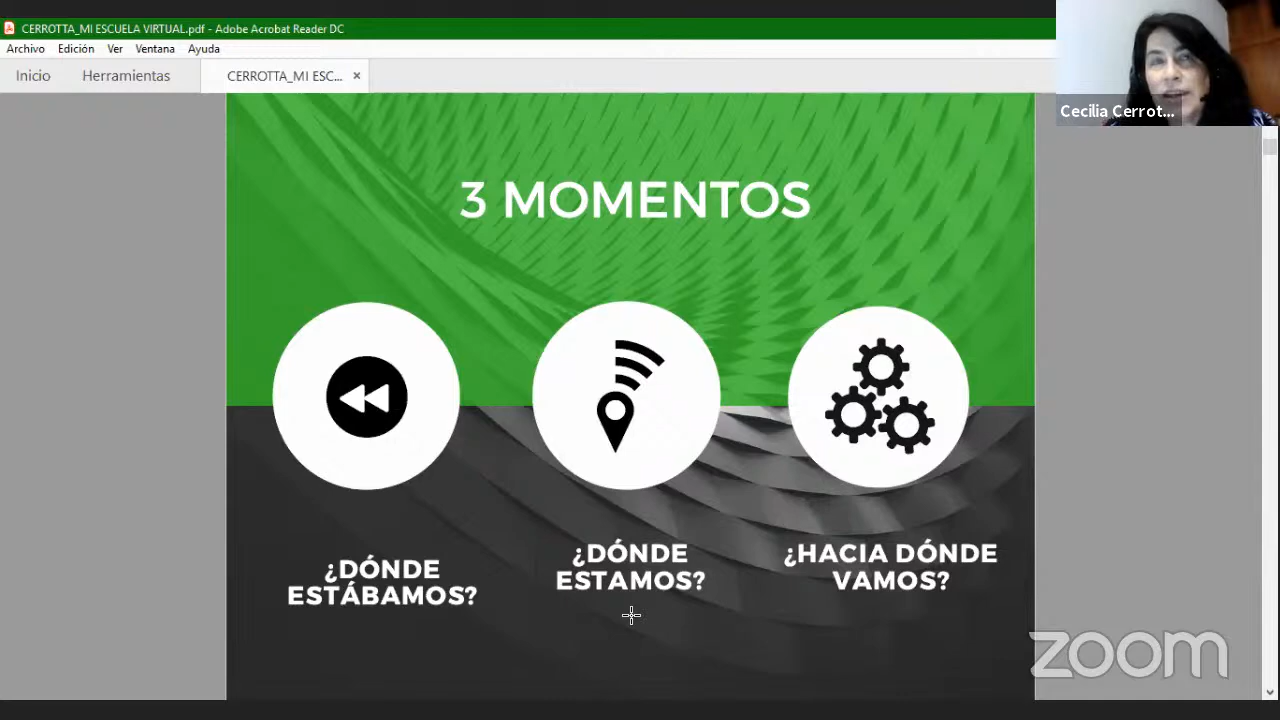 CERROTTA_MI ESCUELA VIRTUAL.pdf - Adobe Acrobat Reader DC
Archivo Edición Ver Ventana Ayuda
Inicio Herramientas CERROTTA_MI ESC... ×
Cecilia Cerrot...
3 MOMENTOS
¿DÓNDE
ESTÁBAMOS?
¿DÓNDE
ESTAMOS?
¿HACIA DÓNDE
VAMOS?
zoom